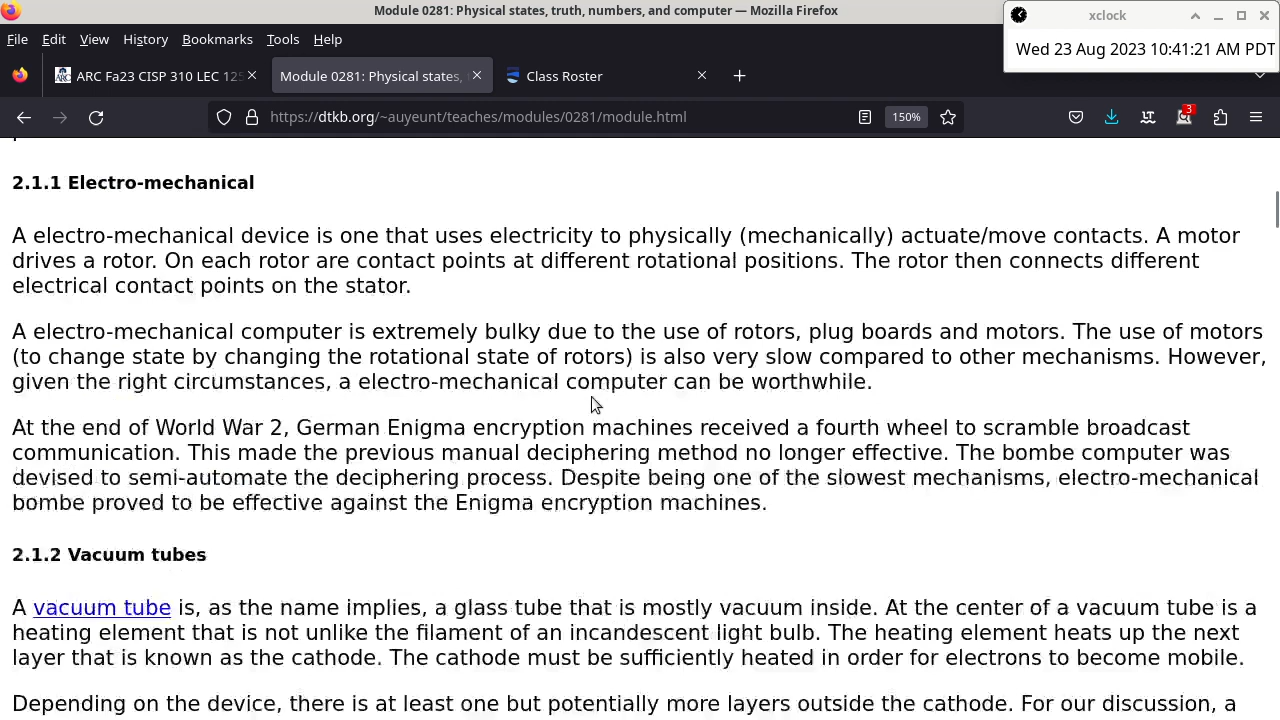 Module 0281: Physical states, truth, numbers, and computer — Mozilla Firefox
xclock
File Edit View History Bookmarks Tools Help
Wed 23 Aug 2023 10:41:21 AM PDT
ARC Fa23 CISP 310 LEC 125
Module 0281: Physical states,
Class Roster
https://dtkb.org/~auyeunt/teaches/modules/0281/module.html
150%
3
2.1.1 Electro-mechanical
A electro-mechanical device is one that uses electricity to physically (mechanically) actuate/move contacts. A motor
drives a rotor. On each rotor are contact points at different rotational positions. The rotor then connects different
electrical contact points on the stator.
A electro-mechanical computer is extremely bulky due to the use of rotors, plug boards and motors. The use of motors
(to change state by changing the rotational state of rotors) is also very slow compared to other mechanisms. However,
given the right circumstances, a electro-mechanical computer can be worthwhile.
At the end of World War 2, German Enigma encryption machines received a fourth wheel to scramble broadcast
communication. This made the previous manual deciphering method no longer effective. The bombe computer was
devised to semi-automate the deciphering process. Despite being one of the slowest mechanisms, electro-mechanical
bombe proved to be effective against the Enigma encryption machines.
2.1.2 Vacuum tubes
A vacuum tube is, as the name implies, a glass tube that is mostly vacuum inside. At the center of a vacuum tube is a
heating element that is not unlike the filament of an incandescent light bulb. The heating element heats up the next
layer that is known as the cathode. The cathode must be sufficiently heated in order for electrons to become mobile.
Depending on the device, there is at least one but potentially more layers outside the cathode. For our discussion, a